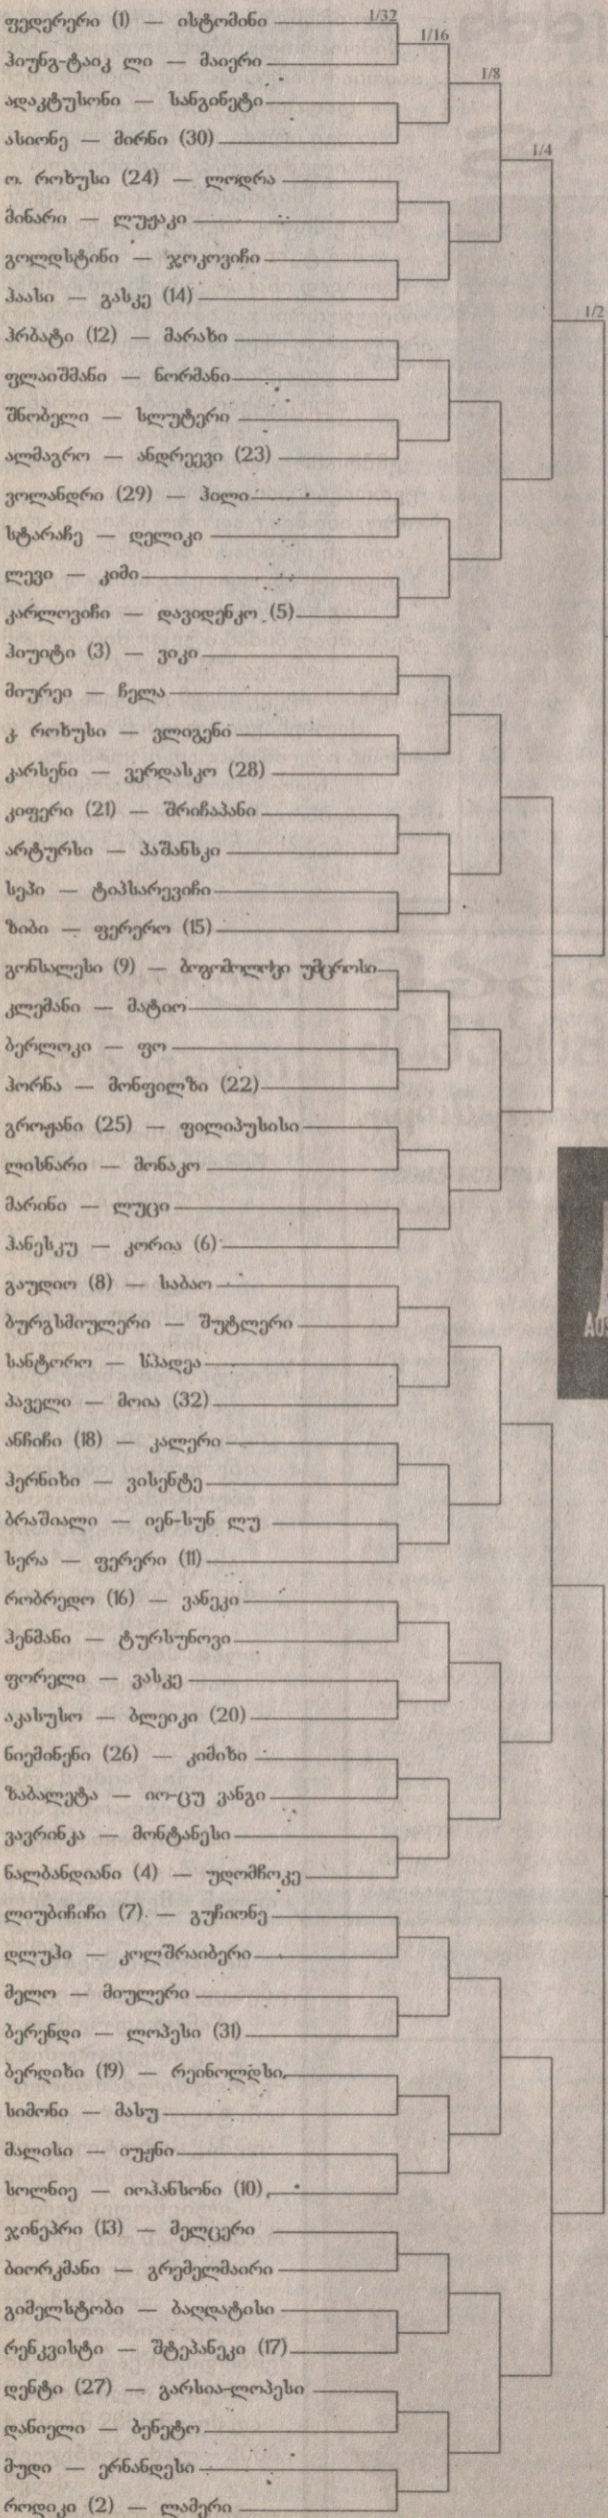 ფედერერი (1) — ისტომინი
1/32
ჰიუნგ-ტაიკ ლი — მაიერი
1/16
ადაკტუსონი — სანგინეტი
1/8
ასიონე — მირნი (30)
1/4
ო. როხუსი (24) — ლოდრა
მინარი — ლუჟაკი
გოლდსტინი — ჯოკოვიჩი
ჰაასი — გასკე (14)
1/2
ჰრბატი (12) — მარახი
ფლაიშმანი — ნორმანი
შნობელი — სლუტერი
ალმაგრო — ანდრეევი (23)
ვოლანდრი (29) — ჰილი
სტარაჩე — დელიკი
ლევი — კიმი
კარლოვიჩი — დავიდენკო (5)
ჰიუიტი (3) — ვიკი
მიურეი — ჩელა
კ. როხუსი — ვლიგენი
კარსენი — ვერდასკო (28)
კიფერი (21) — შრიჩაპანი
არტურსი — პაშანსკი
სეპი — ტიპსარევიჩი
ზიბი — ფერერო (15)
გონსალესი (9) — ბოგომოლოვი უმცროსი
კლემანი — მატიო
ბერლოკი — ფო
ჰორნა — მონფილზი (22)
გროჟანი (25) — ფილიპუსისი
ლისნარი — მონაკო
მარინი — ლუცი
ჰანესკუ — კორია (6)
გაუდიო (8) — საბაო
ბურგსმიულერი — შუტლერი
სანტორო — სპადეა
პაველი — მოია (32)
ანჩიჩი (18) — კალერი
ჰერნიხი — ვისენტე
ბრაშიალი — იენ-სუნ ლუ
სერა — ფერერი (11)
რობრედო (16) — ვანეკი
ჰენმანი — ტურსუნოვი
ფორელი — ვასკე
აკასუსო — ბლეიკი (20)
ნიემინენი (26) — კიმიხი
ზაბალეტა — იო-ცუ ვანგი
ვავრინკა — მონტანესი
ნალბანდიანი (4) — უდომჩოკე
ლიუბიჩიჩი (7) — გუჩიონე
დლუჰი — კოლშრაიბერი
მელო — მიულერი
ბერენდი — ლოპესი (31)
ბერდიხი (19) — რეინოლდსი
სიმონი — მასუ
მალისი — იუჟნი
სოლნიე — იოჰანსონი (10)
ჯინეპრი (13) — მელცერი
ბიორკმანი — გრემელმაირი
გიმელსტობი — ბაღდატისი
რენკვისტი — შტეპანეკი (17)
დენტი (27) — გარსია-ლოპესი
დანიელი — ბენეტო
მუდი — ერნანდესი
როდიკი (2) — ლამერი